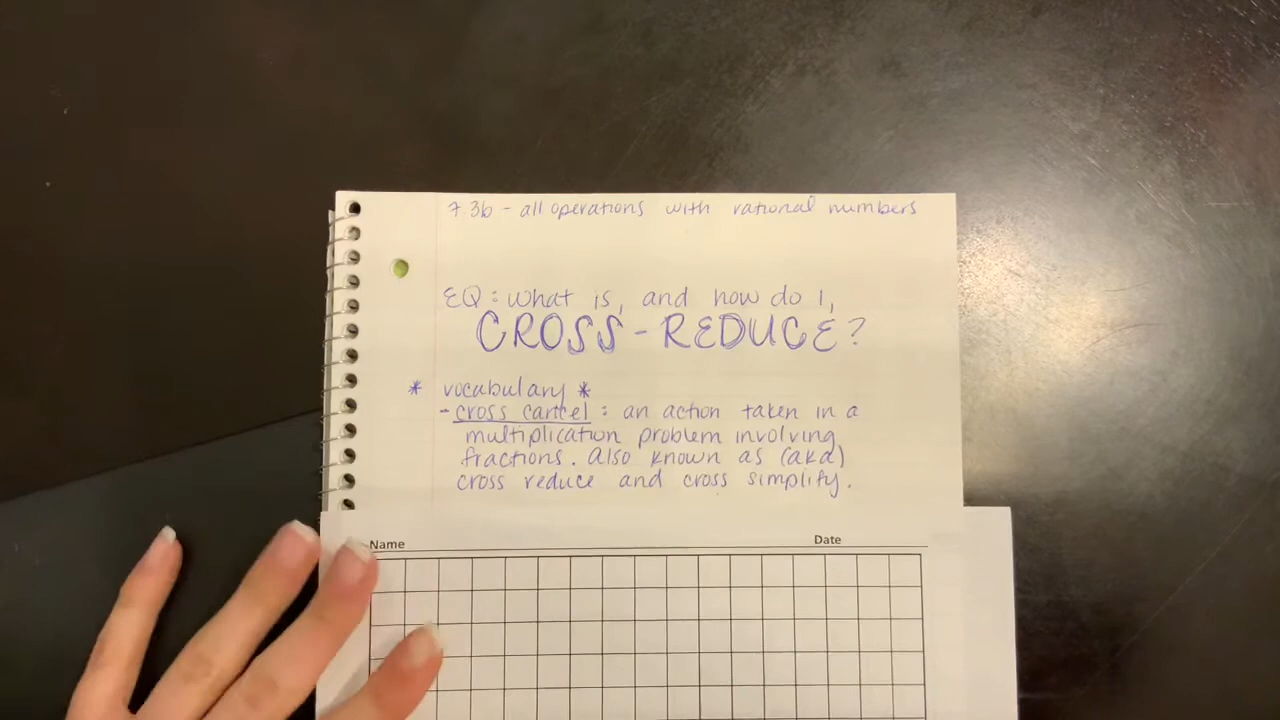 7.3b - all operations with rational numbers
EQ: what is, and how do I,
CROSS-REDUCE?
* vocabulary *
- cross cancel: an action taken in a
multiplication problem involving
fractions. Also known as (aka)
cross reduce and cross simplify.
Name Date